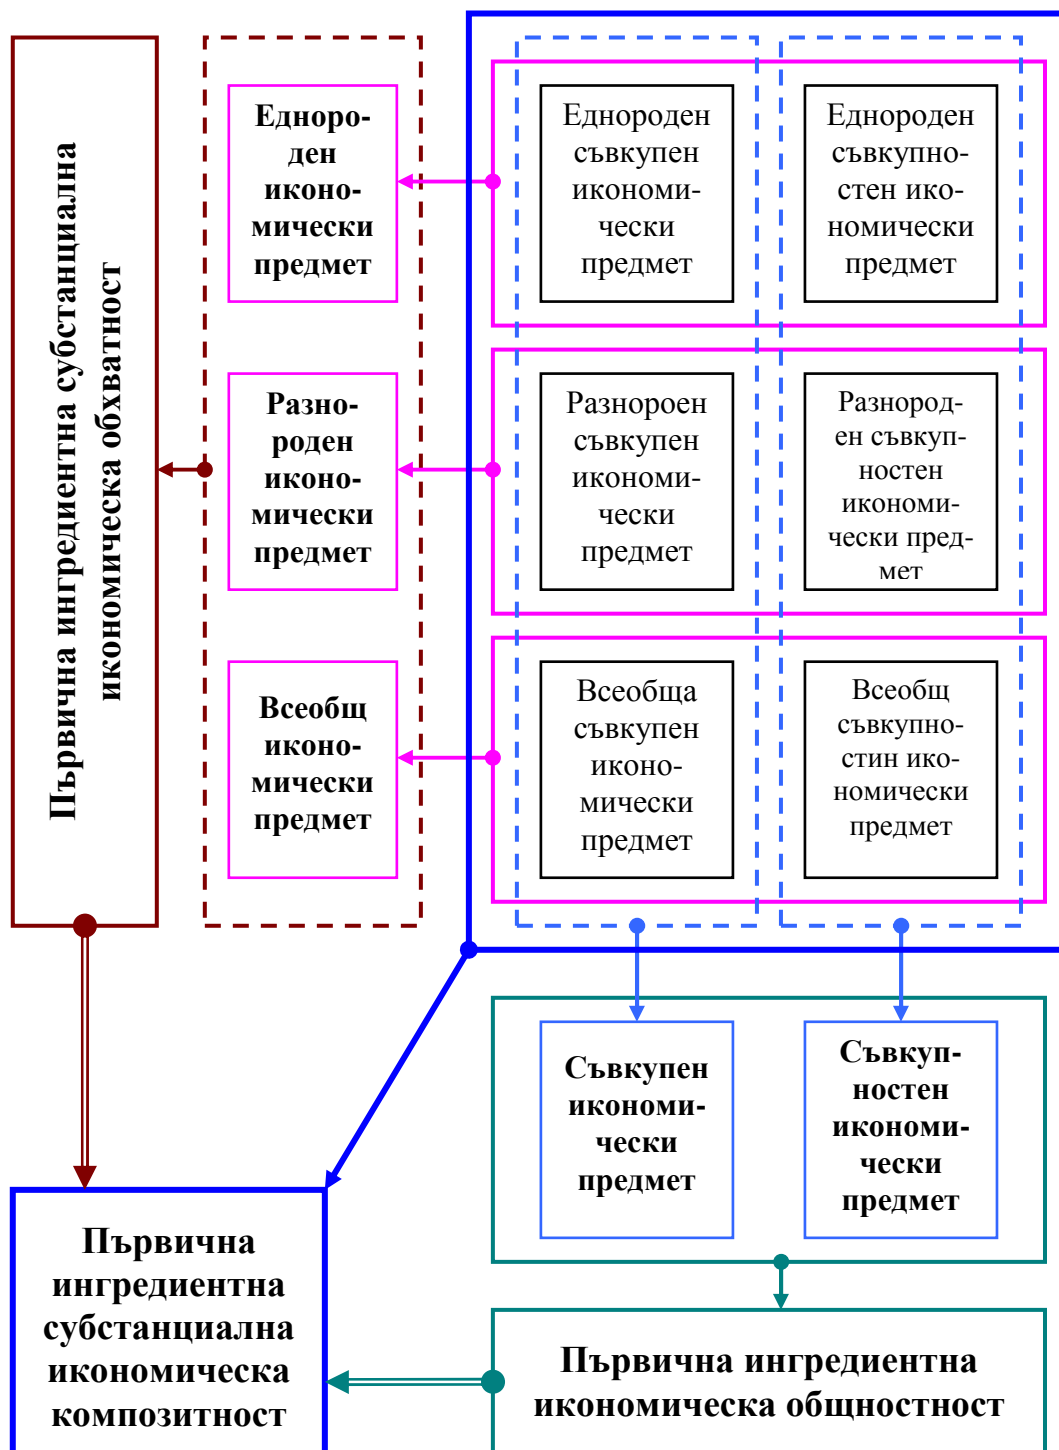 Първична ингредиентна субстанциална
икономическа обхватност
Едноро-
ден
иконо-
мически
предмет
Еднороден
съвкупен
икономи-
чески
предмет
Еднороден
съвкупно-
стен ико-
номически
предмет
Разно-
роден
иконо-
мически
предмет
Разнороен
съвкупен
икономи-
чески
предмет
Разнород-
ен съвкуп-
ностен
икономи-
чески пред-
мет
Всеобщ
иконо-
мически
предмет
Всеобща
съвкупен
иконо-
мически
предмет
Всеобщ
съвкупно-
стин ико-
номически
предмет
Съвкупен
икономи-
чески
предмет
Съвкуп-
ностен
икономи-
чески
предмет
Първична
ингредиентна
субстанциална
икономическа
композитност
Първична ингредиентна
икономическа общностност